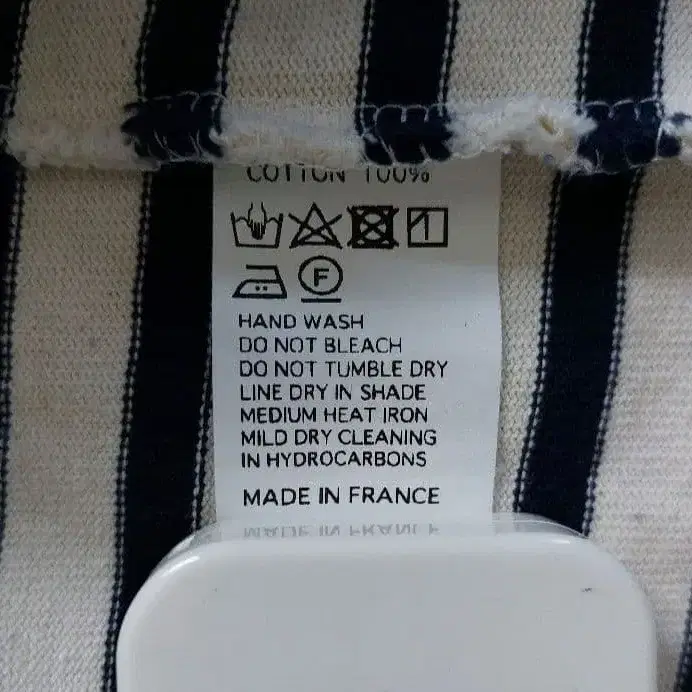 COTTON 100%
F
HAND WASH
DO NOT BLEACH
DO NOT TUMBLE DRY
LINE DRY IN SHADE
MEDIUM HEAT IRON
MILD DRY CLEANING
IN HYDROCARBONS
MADE IN FRANCE